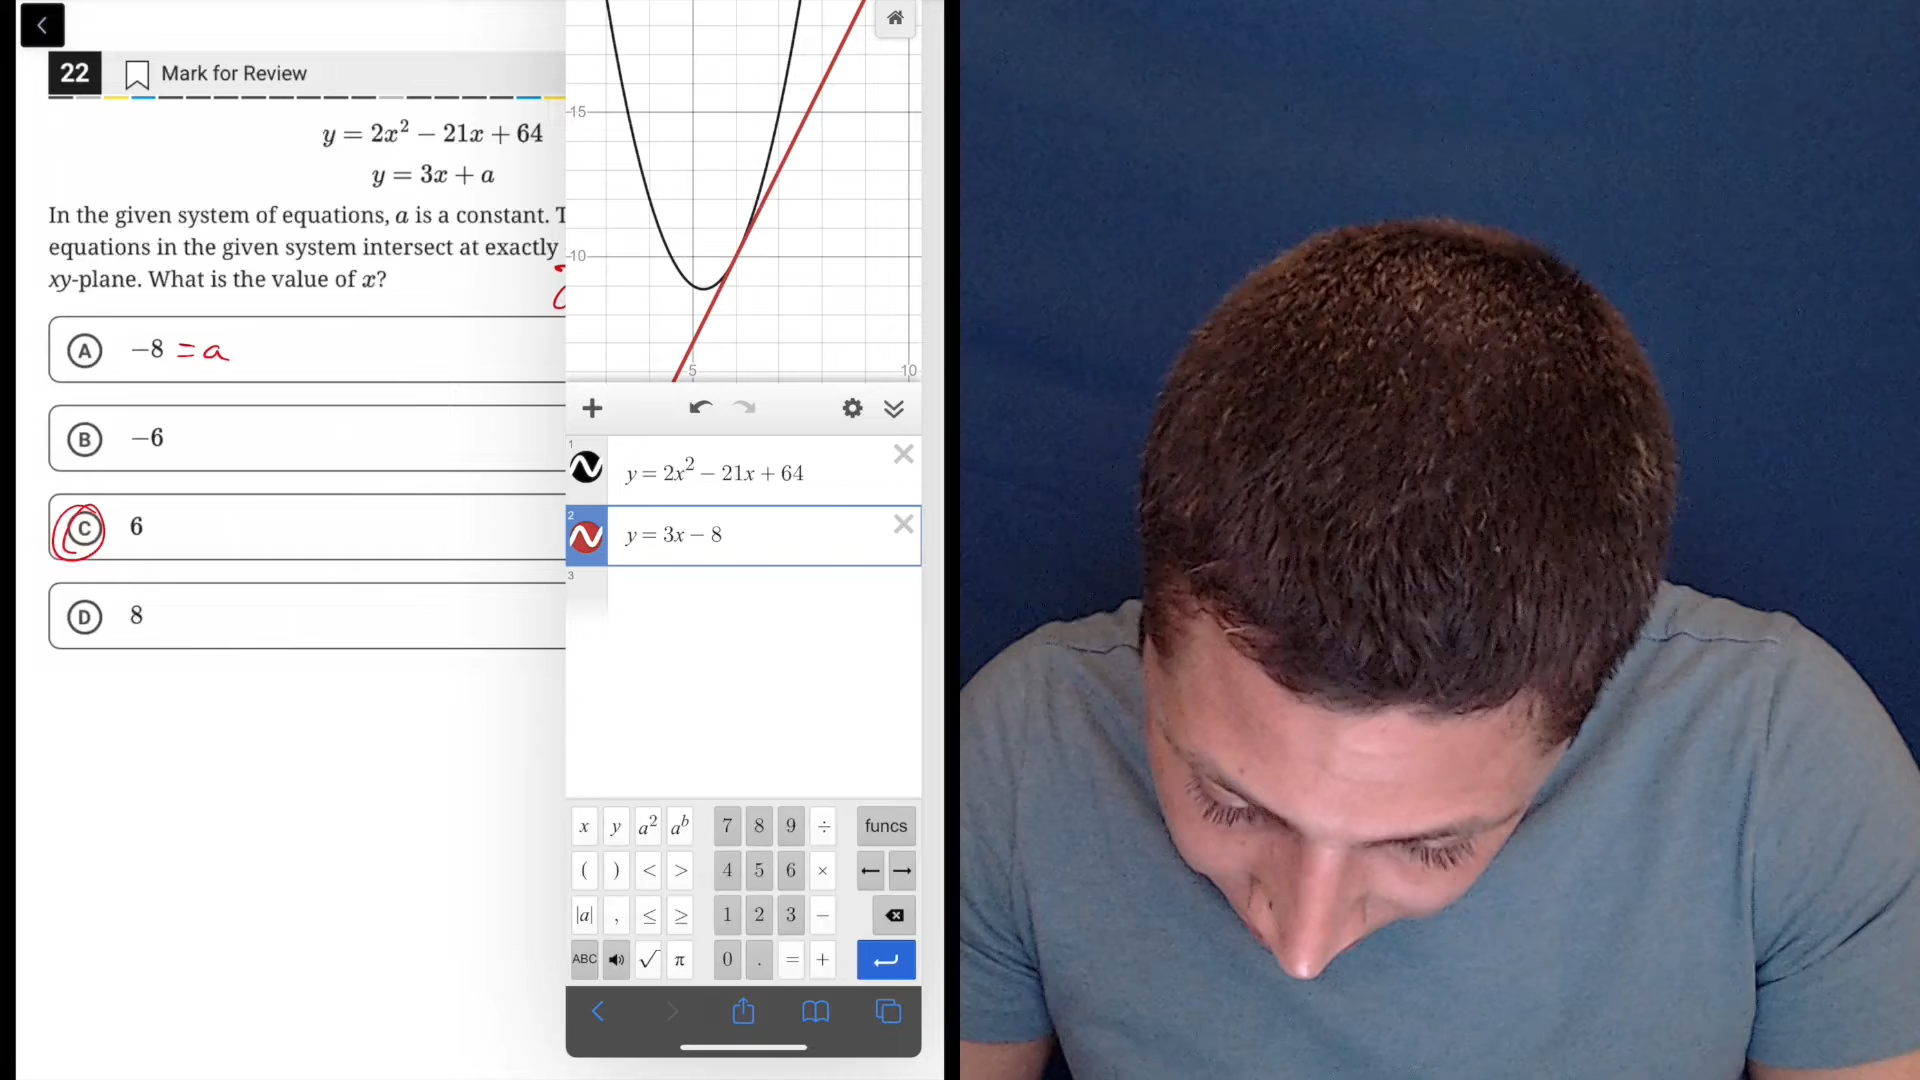 22 Mark for Review
y = 2x² − 21x + 64
y = 3x + a
In the given system of equations, a is a constant. T
equations in the given system intersect at exactly
xy-plane. What is the value of x?
A −8 = a
B −6
C 6
D 8
15
10
5 10
1
y = 2x² − 21x + 64
2
y = 3x − 8
3
x y a² aᵇ 7 8 9 ÷ funcs
( ) < > 4 5 6 × ← →
|a| , ≤ ≥ 1 2 3 −
ABC √ π 0 . = +